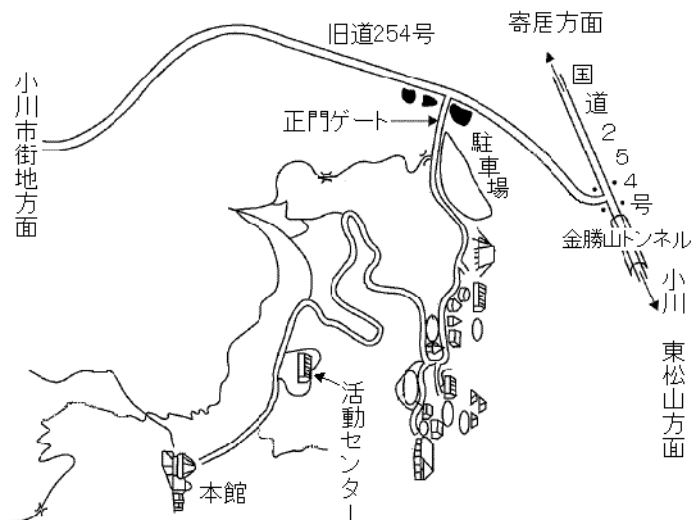 旧道254号
寄居方面
国道254号
小川市街地方面
正門ゲート
駐車場
金勝山トンネル
小川 東松山方面
活動センター
本館